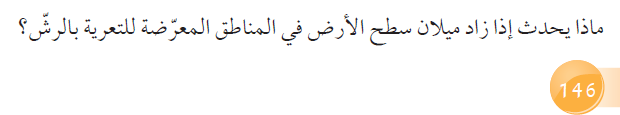 ماذا يحدث إذا زاد ميلان سطح الأرض في المناطق المعرّضة للتعرية بالرشّ؟
146